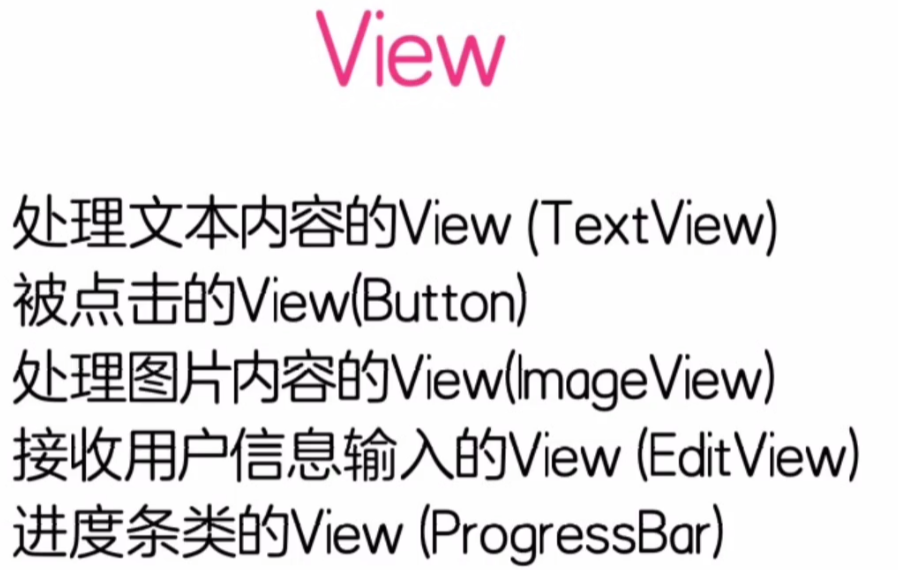 View
处理文本内容的View (TextView)
被点击的View(Button)
处理图片内容的View(ImageView)
接收用户信息输入的View (EditView)
进度条类的View (ProgressBar)